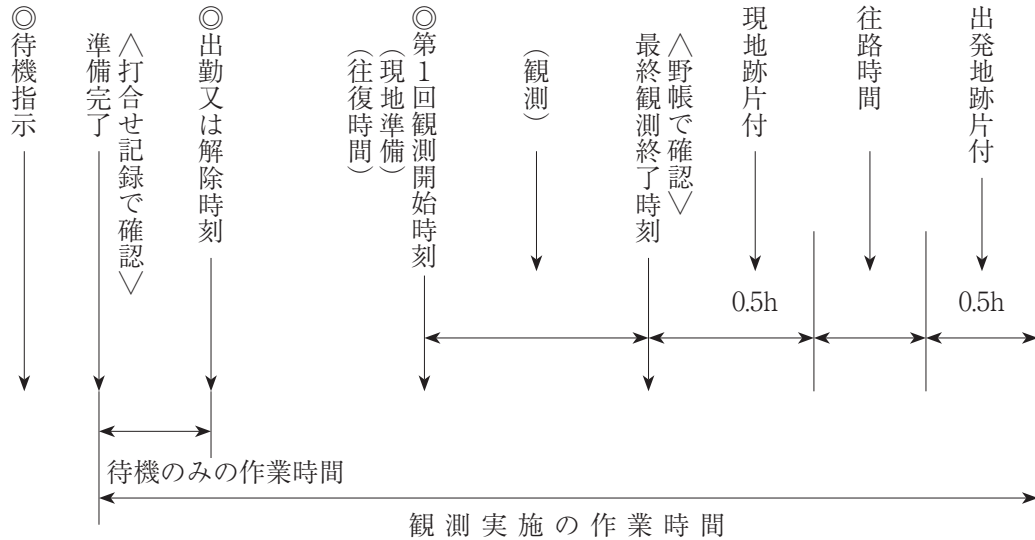 ◎待機指示
準備完了
〈打合せ記録で確認〉
◎出勤又は解除時刻
(往復時間)
(現地準備)
◎第1回観測開始時刻
(観測)
最終観測終了時刻
〈野帳で確認〉
現地跡片付
往路時間
出発地跡片付
0.5h
0.5h
待機のみの作業時間
観測実施の作業時間